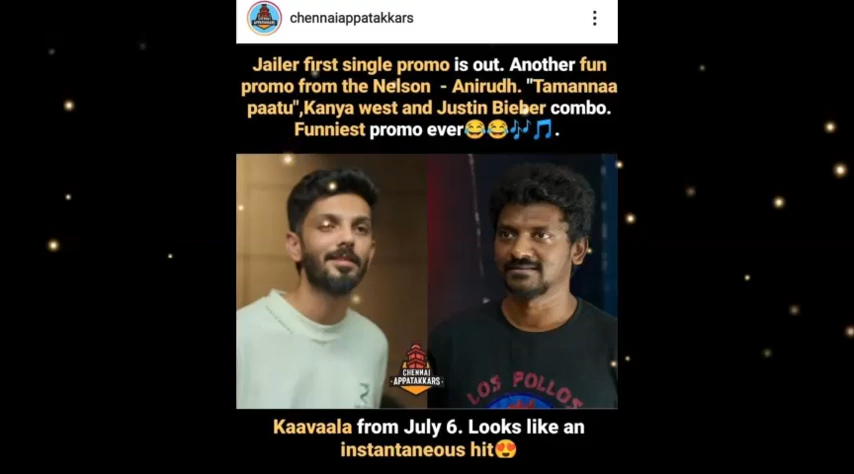 chennaiappatakkars
Jailer first single promo is out. Another fun
promo from the Nelson - Anirudh. "Tamannaa
paatu",Kanya west and Justin Bieber combo.
Funniest promo ever😂😂🎶🎵.
CHENNAI
APPATAKKARS
LOS POLLOS
Kaavaala from July 6. Looks like an
instantaneous hit😍